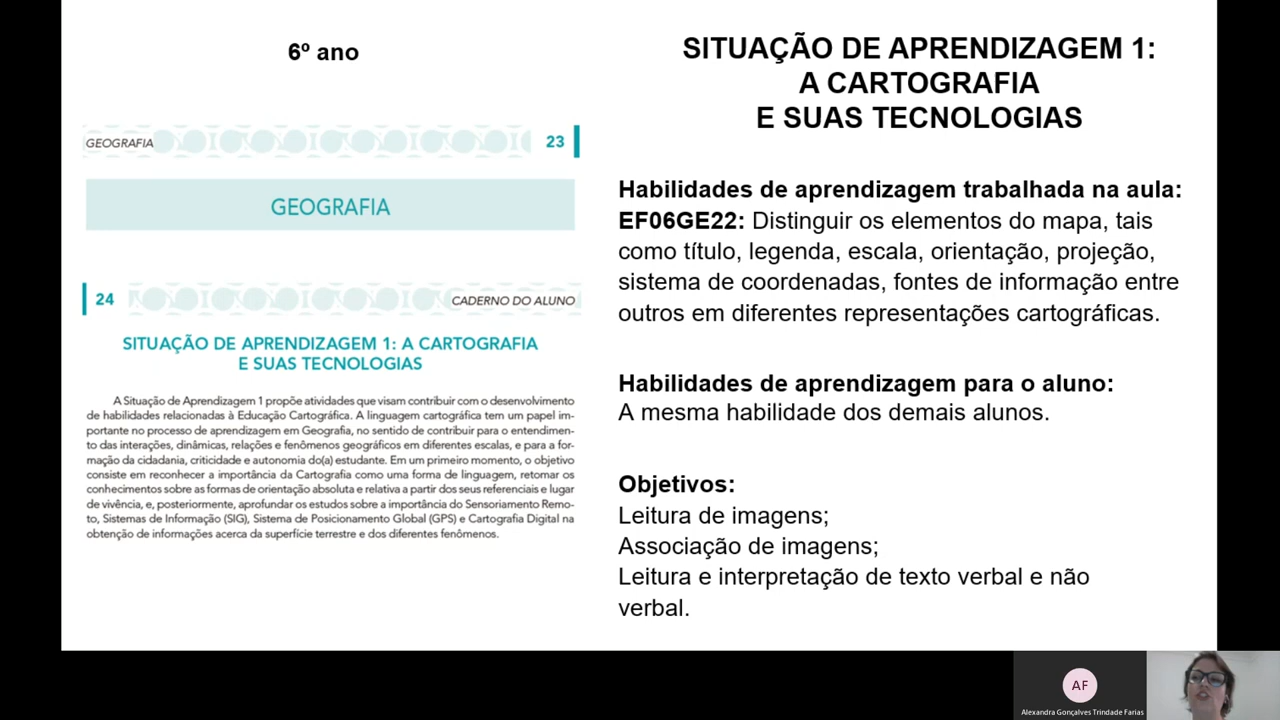 6º ano
GEOGRAFIA
23
GEOGRAFIA
24
CADERNO DO ALUNO
SITUAÇÃO DE APRENDIZAGEM 1: A CARTOGRAFIA
E SUAS TECNOLOGIAS
A Situação de Aprendizagem 1 propõe atividades que visam contribuir com o desenvolvimento
de habilidades relacionadas à Educação Cartográfica. A linguagem cartográfica tem um papel im-
portante no processo de aprendizagem em Geografia, no sentido de contribuir para o entendimen-
to das interações, dinâmicas, relações e fenômenos geográficos em diferentes escalas, e para a for-
mação da cidadania, criticidade e autonomia do(a) estudante. Em um primeiro momento, o objetivo
consiste em reconhecer a importância da Cartografia como uma forma de linguagem, retomar os
conhecimentos sobre as formas de orientação absoluta e relativa a partir dos seus referenciais e lugar
de vivência, e, posteriormente, aprofundar os estudos sobre a importância do Sensoriamento Remo-
to, Sistemas de Informação (SIG), Sistema de Posicionamento Global (GPS) e Cartografia Digital na
obtenção de informações acerca da superfície terrestre e dos diferentes fenômenos.
SITUAÇÃO DE APRENDIZAGEM 1:
A CARTOGRAFIA
E SUAS TECNOLOGIAS
Habilidades de aprendizagem trabalhada na aula:
EF06GE22: Distinguir os elementos do mapa, tais
como título, legenda, escala, orientação, projeção,
sistema de coordenadas, fontes de informação entre
outros em diferentes representações cartográficas.
Habilidades de aprendizagem para o aluno:
A mesma habilidade dos demais alunos.
Objetivos:
Leitura de imagens;
Associação de imagens;
Leitura e interpretação de texto verbal e não
verbal.
AF
Alexandra Gonçalves Trindade Farias